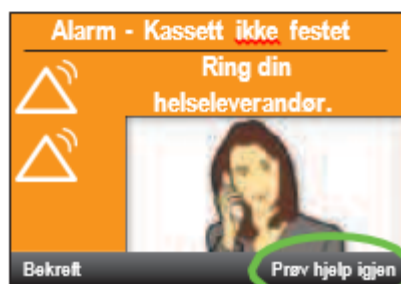 Alarm - Kassett ikke festet
Ring din
helseleverandør.
Bekreft
Prøv hjelp igjen